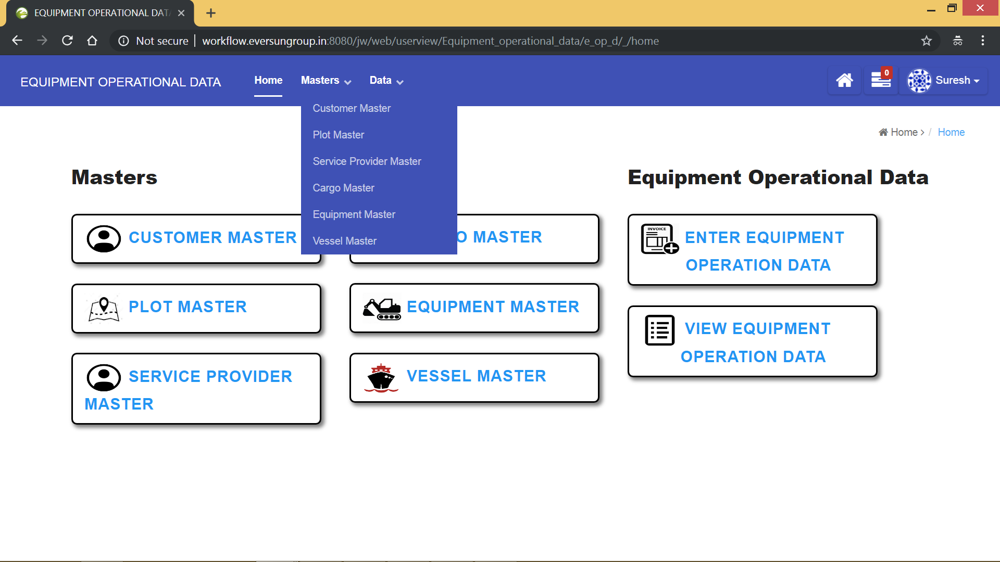 EQUIPMENT OPERATIONAL DAT
Not secure
workflow.eversungroup.in:8080/jw/web/userview/Equipment_operational_data/e_op_d/_/home
EQUIPMENT OPERATIONAL DATA
Home
Masters
Data
0
Suresh
Customer Master
Plot Master
Service Provider Master
Cargo Master
Equipment Master
Vessel Master
Home > / Home
Masters
Equipment Operational Data
CUSTOMER MASTER
O MASTER
PLOT MASTER
EQUIPMENT MASTER
SERVICE PROVIDER
MASTER
VESSEL MASTER
INVOICE
ENTER EQUIPMENT
OPERATION DATA
VIEW EQUIPMENT
OPERATION DATA